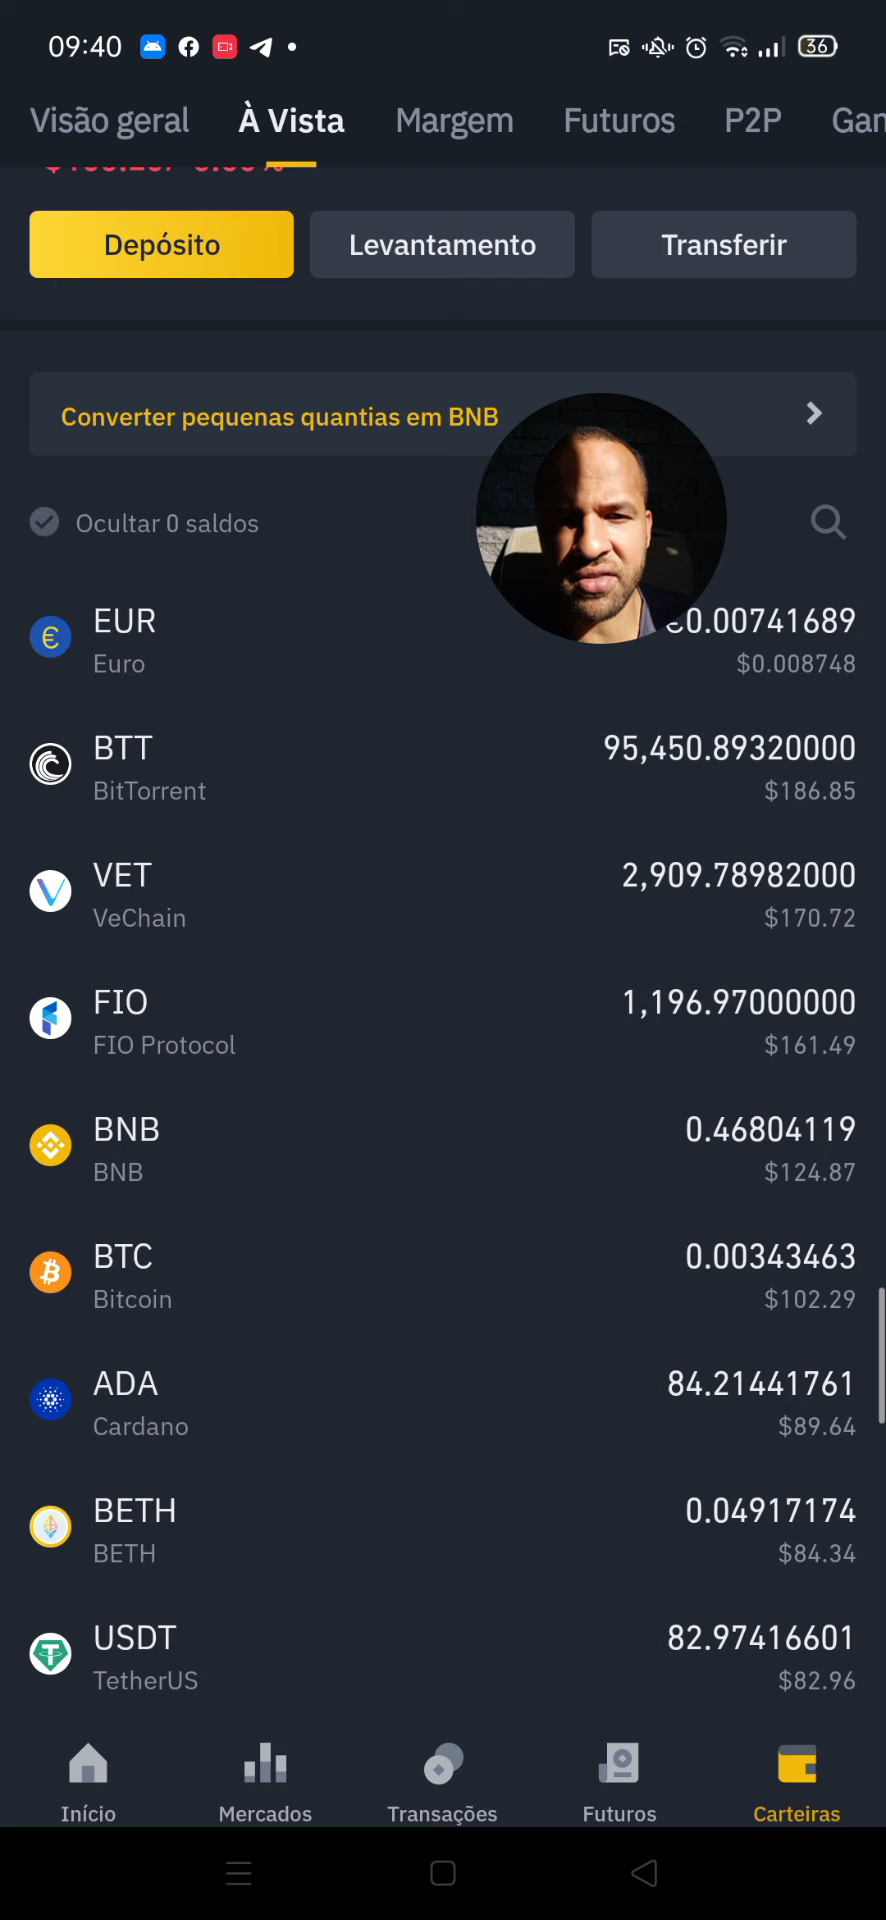 09:40
36
Visão geral À Vista Margem Futuros P2P Gan
Depósito Levantamento Transferir
Converter pequenas quantias em BNB
Ocultar 0 saldos
EUR €0.00741689
Euro $0.008748
BTT 95,450.89320000
BitTorrent $186.85
VET 2,909.78982000
VeChain $170.72
FIO 1,196.97000000
FIO Protocol $161.49
BNB 0.46804119
BNB $124.87
BTC 0.00343463
Bitcoin $102.29
ADA 84.21441761
Cardano $89.64
BETH 0.04917174
BETH $84.34
USDT 82.97416601
TetherUS $82.96
Início Mercados Transações Futuros Carteiras